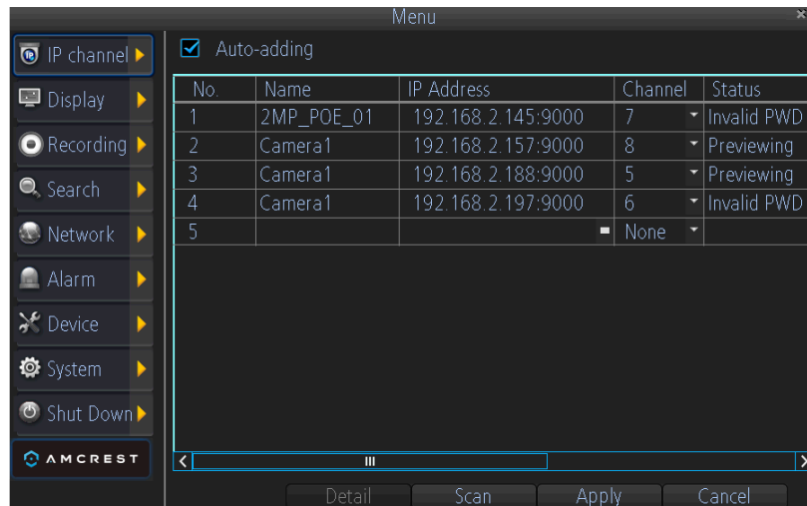 Menu
IP channel
Display
Recording
Search
Network
Alarm
Device
System
Shut Down
AMCREST
Auto-adding
No. Name IP Address Channel Status
1 2MP_POE_01 192.168.2.145:9000 7 Invalid PWD
2 Camera1 192.168.2.157:9000 8 Previewing
3 Camera1 192.168.2.188:9000 5 Previewing
4 Camera1 192.168.2.197:9000 6 Invalid PWD
5 None
Detail Scan Apply Cancel